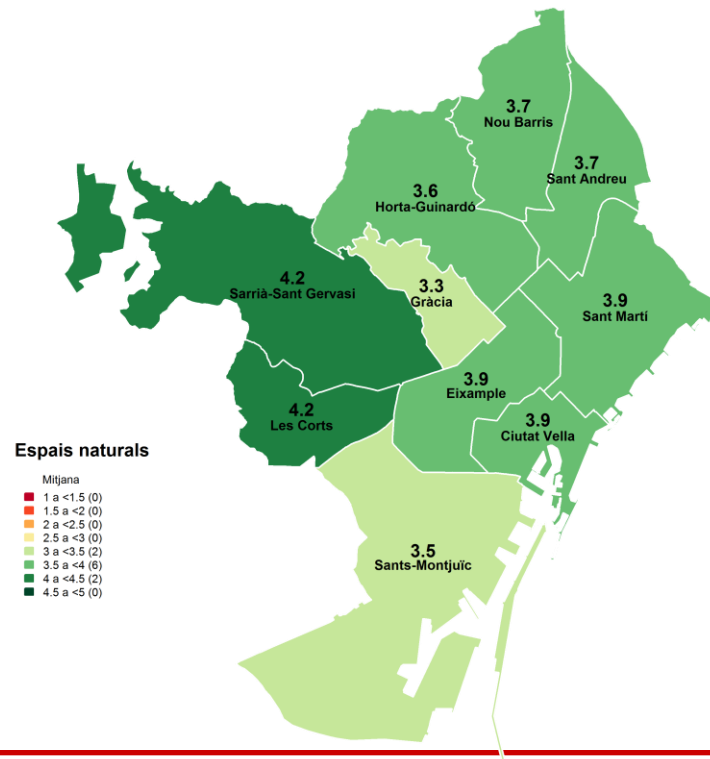 3.7
Nou Barris
3.7
Sant Andreu
3.6
Horta-Guinardó
4.2
Sarrià-Sant Gervasi
3.3
Gràcia
3.9
Sant Martí
3.9
Eixample
4.2
Les Corts
3.9
Ciutat Vella
3.5
Sants-Montjuïc
Espais naturals
Mitjana
1 a <1.5 (0)
1.5 a <2 (0)
2 a <2.5 (0)
2.5 a <3 (0)
3 a <3.5 (2)
3.5 a <4 (6)
4 a <4.5 (2)
4.5 a <5 (0)